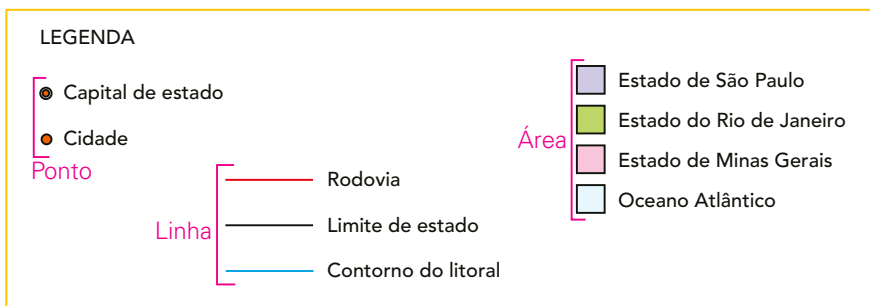 LEGENDA
Capital de estado
Cidade
Ponto
Linha
Rodovia
Limite de estado
Contorno do litoral
Área
Estado de São Paulo
Estado do Rio de Janeiro
Estado de Minas Gerais
Oceano Atlântico